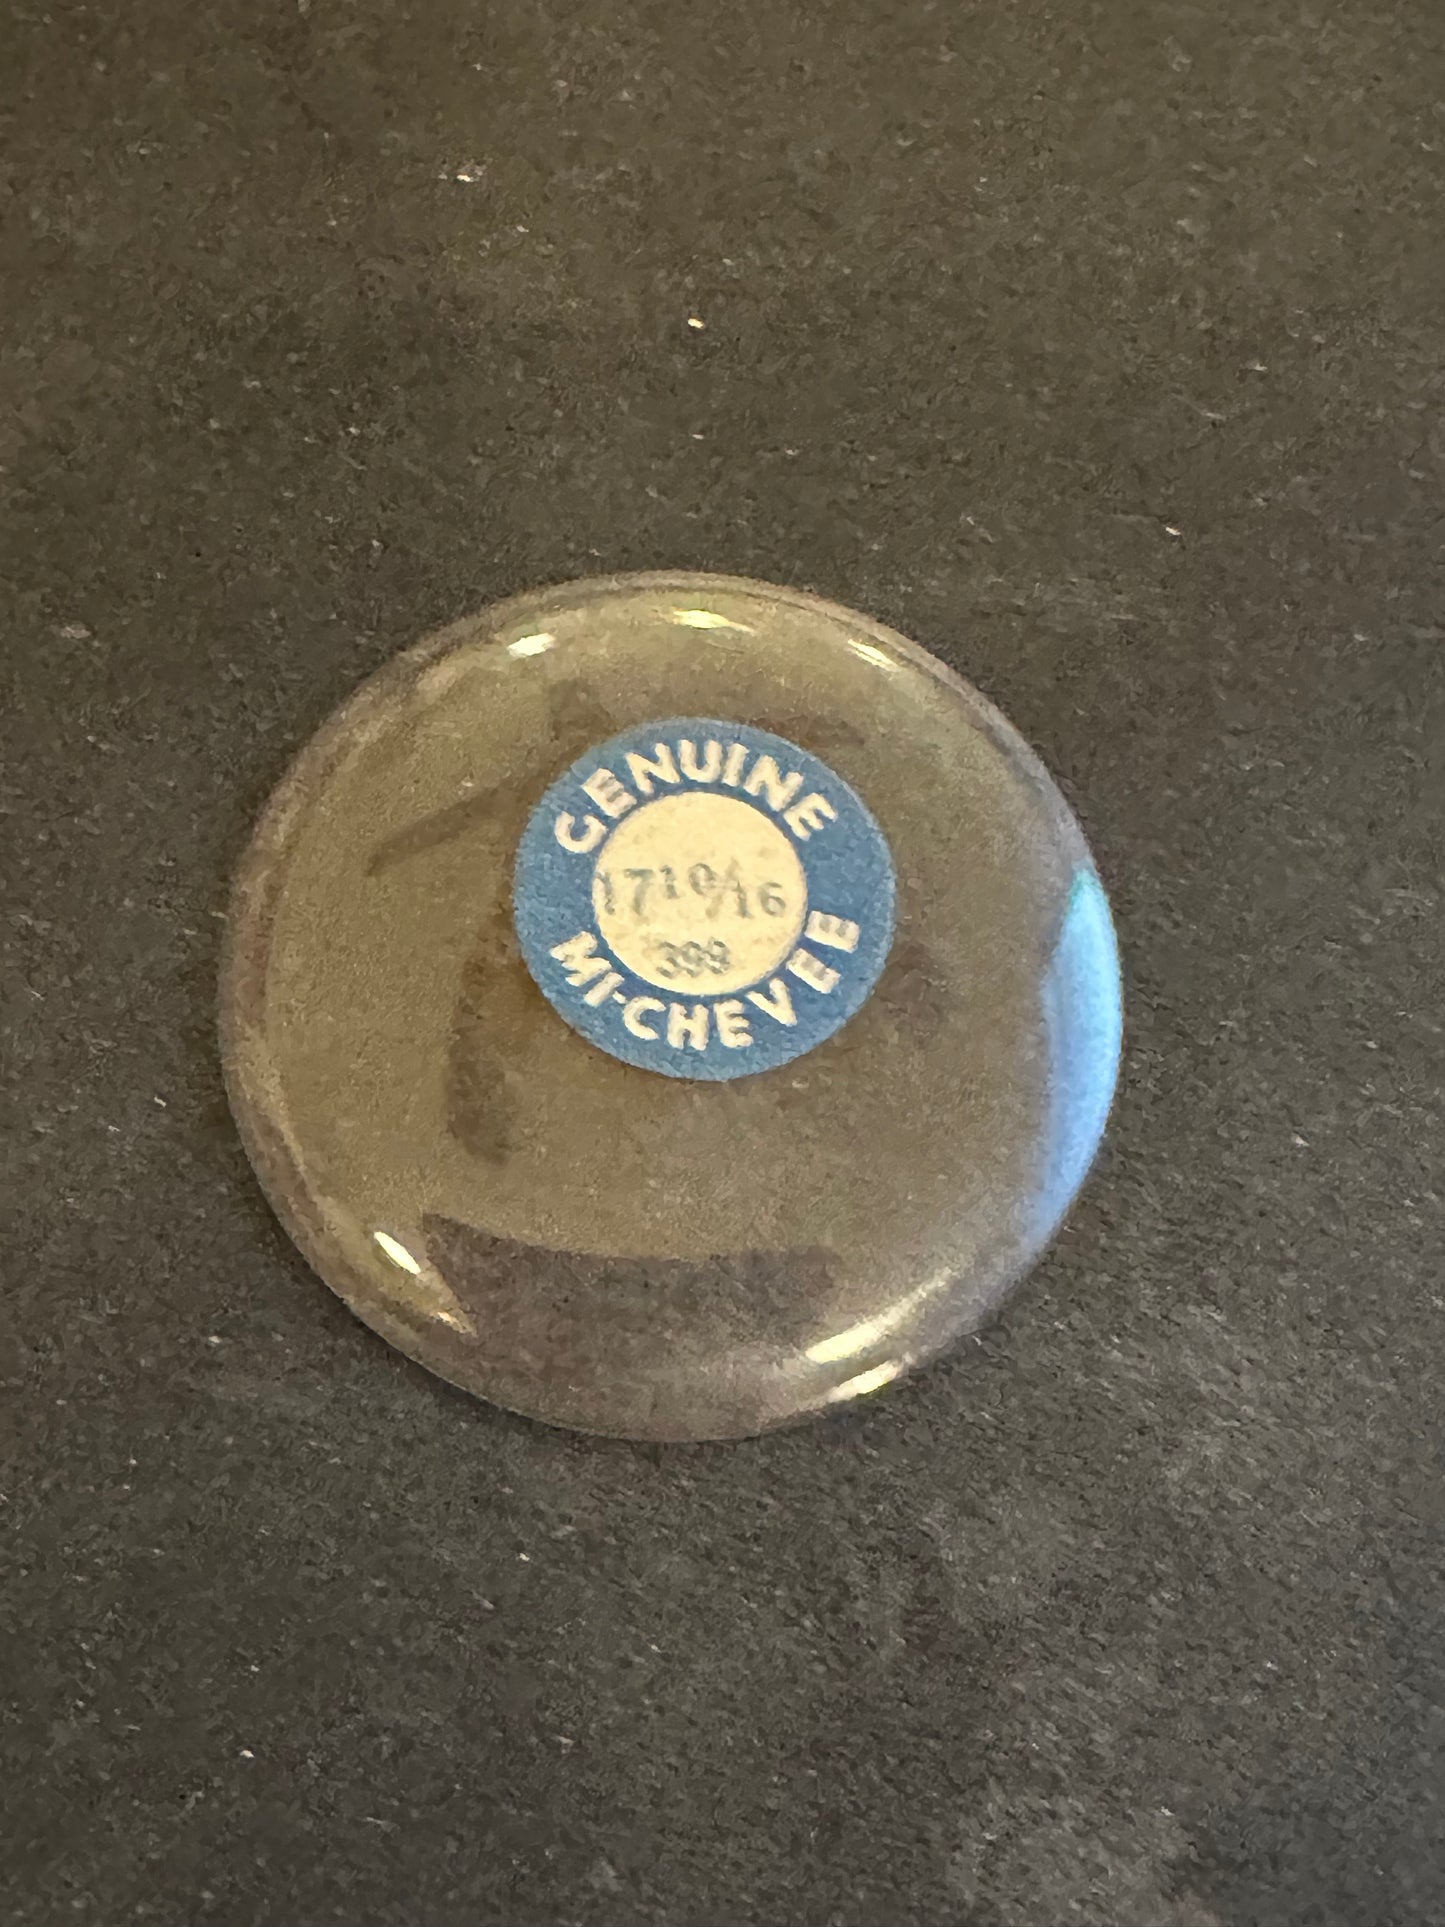 GENUINE
17 10/16
399
MI-CHEVEE